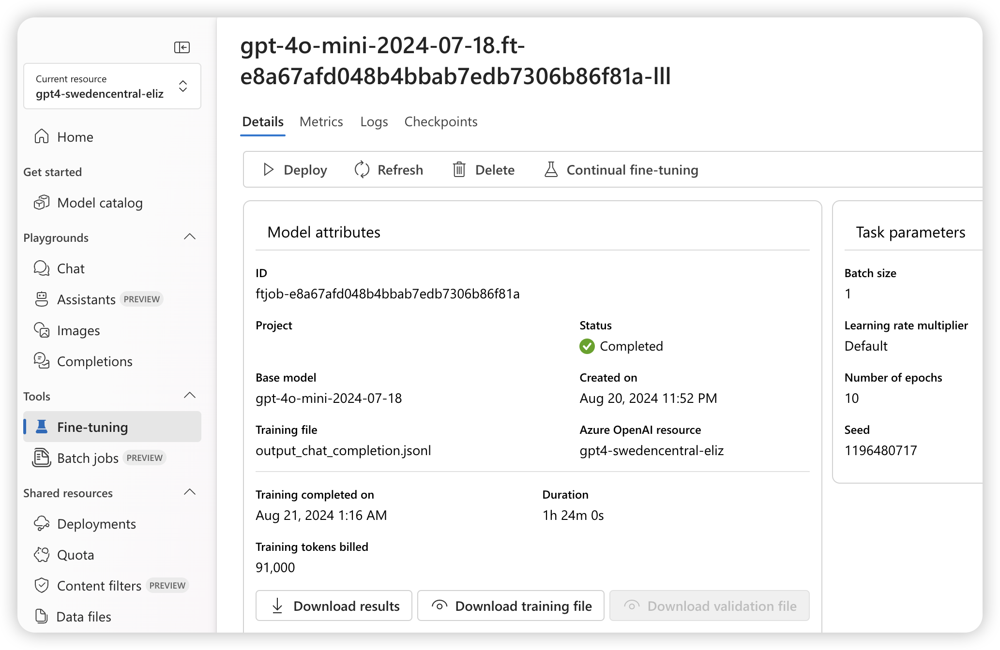 Current resource
gpt4-swedencentral-eliz
Home
Get started
Model catalog
Playgrounds
Chat
Assistants PREVIEW
Images
Completions
Tools
Fine-tuning
Batch jobs PREVIEW
Shared resources
Deployments
Quota
Content filters PREVIEW
Data files
gpt-4o-mini-2024-07-18.ft-
e8a67afd048b4bbab7edb7306b86f81a-lll
Details Metrics Logs Checkpoints
Deploy Refresh Delete Continual fine-tuning
Model attributes
ID
ftjob-e8a67afd048b4bbab7edb7306b86f81a
Project Status
Completed
Base model Created on
gpt-4o-mini-2024-07-18 Aug 20, 2024 11:52 PM
Training file Azure OpenAI resource
output_chat_completion.jsonl gpt4-swedencentral-eliz
Training completed on Duration
Aug 21, 2024 1:16 AM 1h 24m 0s
Training tokens billed
91,000
Download results Download training file Download validation file
Task parameters
Batch size
1
Learning rate multiplier
Default
Number of epochs
10
Seed
1196480717